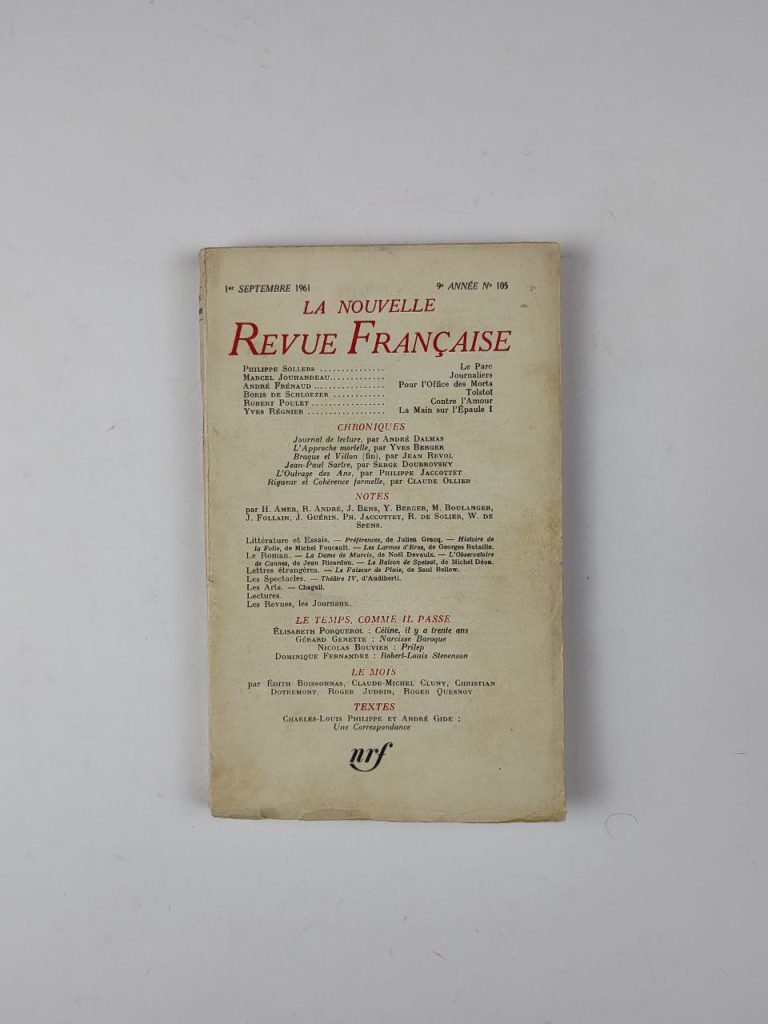 1er SEPTEMBRE 1961 9e ANNÉE No 105
LA NOUVELLE
REVUE FRANÇAISE
PHILIPPE SOLLERS ............... Le Parc
MARCEL JOUHANDEAU............ Journaliers
ANDRÉ FRÉNAUD ................ Pour l'Office des Morts
BORIS DE SCHLOEZER ............ Tolstoï
ROBERT POULET ................. Contre l'Amour
YVES RÉGNIER .................. La Main sur l'Épaule I
CHRONIQUES
Journal de lecture, par ANDRÉ DALMAS
L'Approche mortelle, par YVES BERGER
Braque et Villon (fin), par JEAN REVOL
Jean-Paul Sartre, par SERGE DOUBROVSKY
L'Outrage des Ans, par PHILIPPE JACCOTTET
Rigueur et Cohérence formelle, par CLAUDE OLLIER
NOTES
par H. AMER, R. ANDRÉ, J. BENS, Y. BERGER, M. BOULANGER,
J. FOLLAIN, J. GUÉRIN, PH. JACCOTTET, R. DE SOLIER, W. DE
SPENS.
Littérature et Essais. — Préférences, de Julien Gracq. — Histoire de
la Folie, de Michel Foucault. — Les Larmes d'Eros, de Georges Bataille.
Le Roman. — La Dame de Murcie, de Noël Devaulx. — L'Observatoire
de Cannes, de Jean Ricardou. — Le Balcon de Spetsai, de Michel Déon.
Lettres étrangères. — Le Faiseur de Pluie, de Saul Bellow.
Les Spectacles. — Théâtre IV, d'Audiberti.
Les Arts. — Chagall.
Lectures.
Les Revues, les Journaux.
LE TEMPS, COMME IL PASSE
ÉLISABETH PORQUEROL : Céline, il y a trente ans
GÉRARD GENETTE : Narcisse Baroque
NICOLAS BOUVIER : Prilep
DOMINIQUE FERNANDEZ : Robert-Louis Stevenson
LE MOIS
par ÉDITH BOISSONNAS, CLAUDE-MICHEL CLUNY, CHRISTIAN
DOTREMONT, ROGER JUDRIN, ROGER QUESNOY
TEXTES
CHARLES-LOUIS PHILIPPE ET ANDRÉ GIDE :
Une Correspondance
nrf